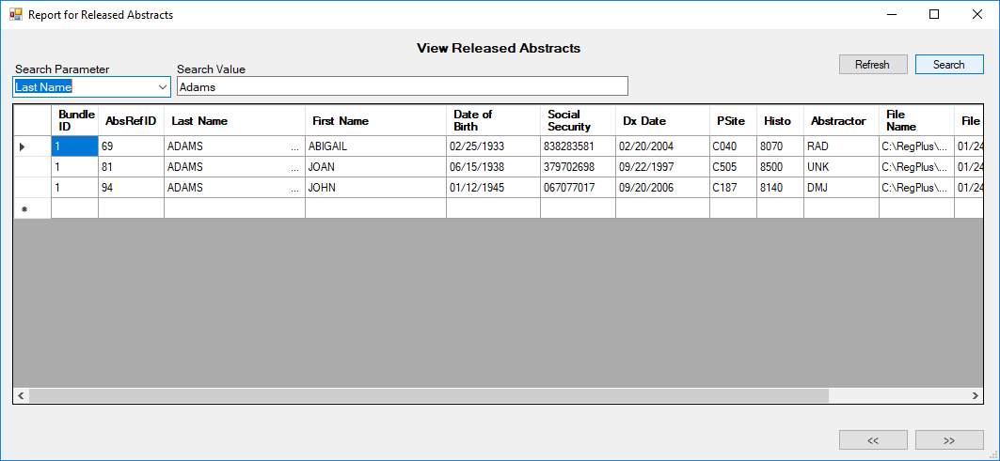 Report for Released Abstracts
View Released Abstracts
Search Parameter Search Value Refresh Search
Last Name Adams
Bundle ID AbsRefID Last Name First Name Date of Birth Social Security Dx Date PSite Histo Abstractor File Name File
1 69 ADAMS ... ABIGAIL 02/25/1933 838283581 02/20/2004 C040 8070 RAD C:\RegPlus\... 01/24
1 81 ADAMS ... JOAN 06/15/1938 379702698 09/22/1997 C505 8500 UNK C:\RegPlus\... 01/24
1 94 ADAMS ... JOHN 01/12/1945 067077017 09/20/2006 C187 8140 DMJ C:\RegPlus\... 01/24
<< >>